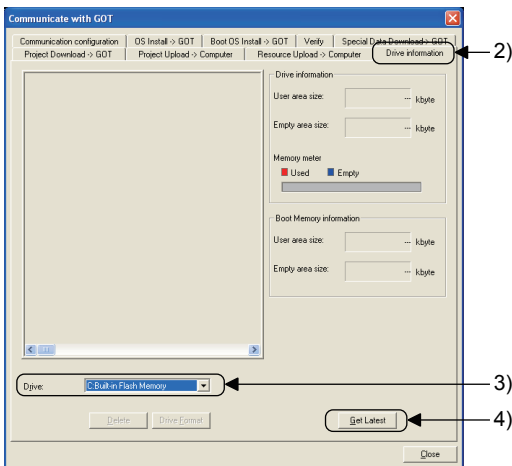 Communicate with GOT
Communication configuration OS Install -> GOT Boot OS Install -> GOT Verify Special Data Download-> GOT
Project Download -> GOT Project Upload -> Computer Resource Upload -> Computer Drive information
2)
Drive information
User area size: --- kbyte
Empty area size: --- kbyte
Memory meter
Used Empty
Boot Memory information
User area size: --- kbyte
Empty area size: --- kbyte
Drive: C:Built-in Flash Memory
3)
Delete Drive Format Get Latest
4)
Close